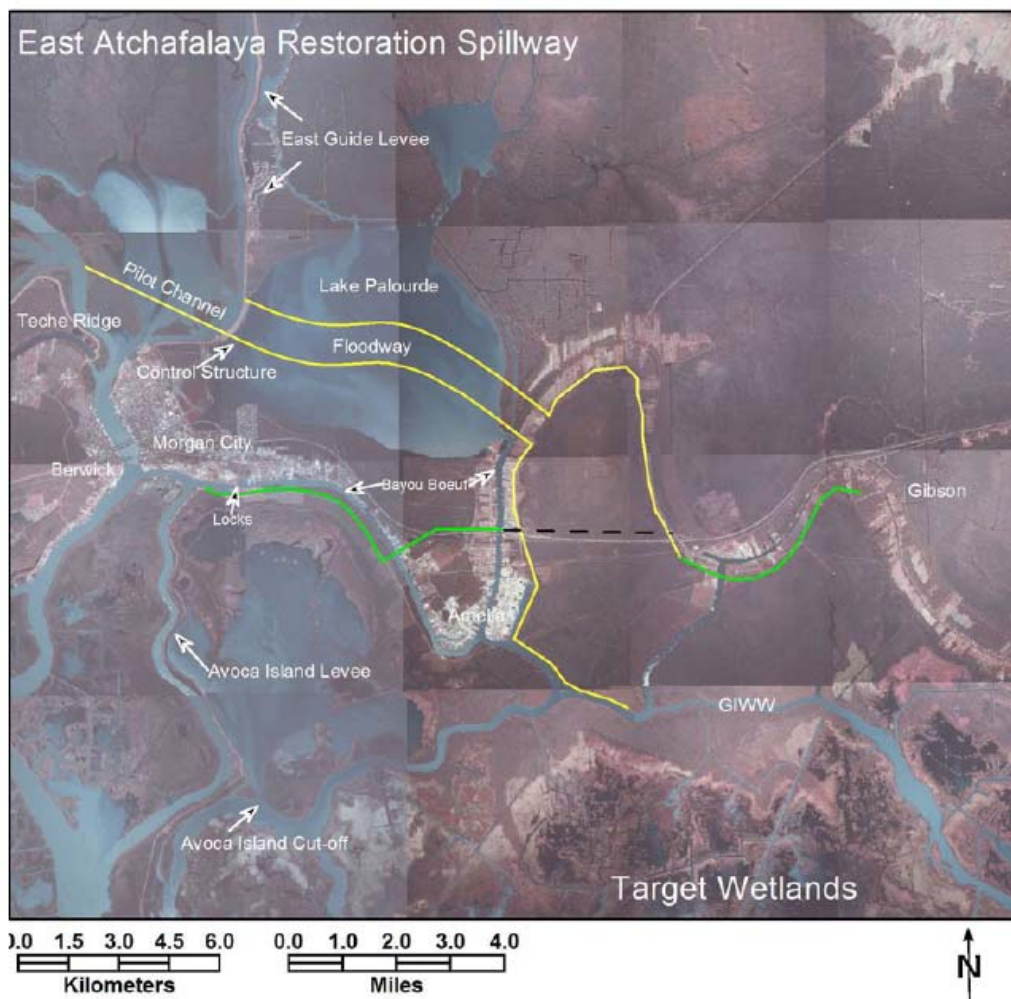 East Atchafalaya Restoration Spillway
East Guide Levee
Lake Palourde
Pilot Channel
Teche Ridge
Floodway
Control Structure
Morgan City
Berwick
Bayou Boeuf
Gibson
Locks
Amelia
Avoca Island Levee
GIWW
Avoca Island Cut-off
Target Wetlands
0.0 1.5 3.0 4.5 6.0
Kilometers
0.0 1.0 2.0 3.0 4.0
Miles
N